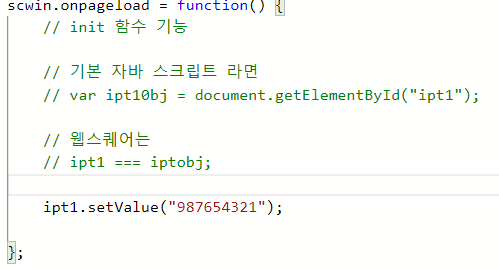 scwin.onpageload = function() {
// init 함수 기능
// 기본 자바 스크립트 라면
// var ipt10bj = document.getElementById("ipt1");
// 웹스퀘어는
// ipt1 === iptobj;
ipt1.setValue("987654321");
};